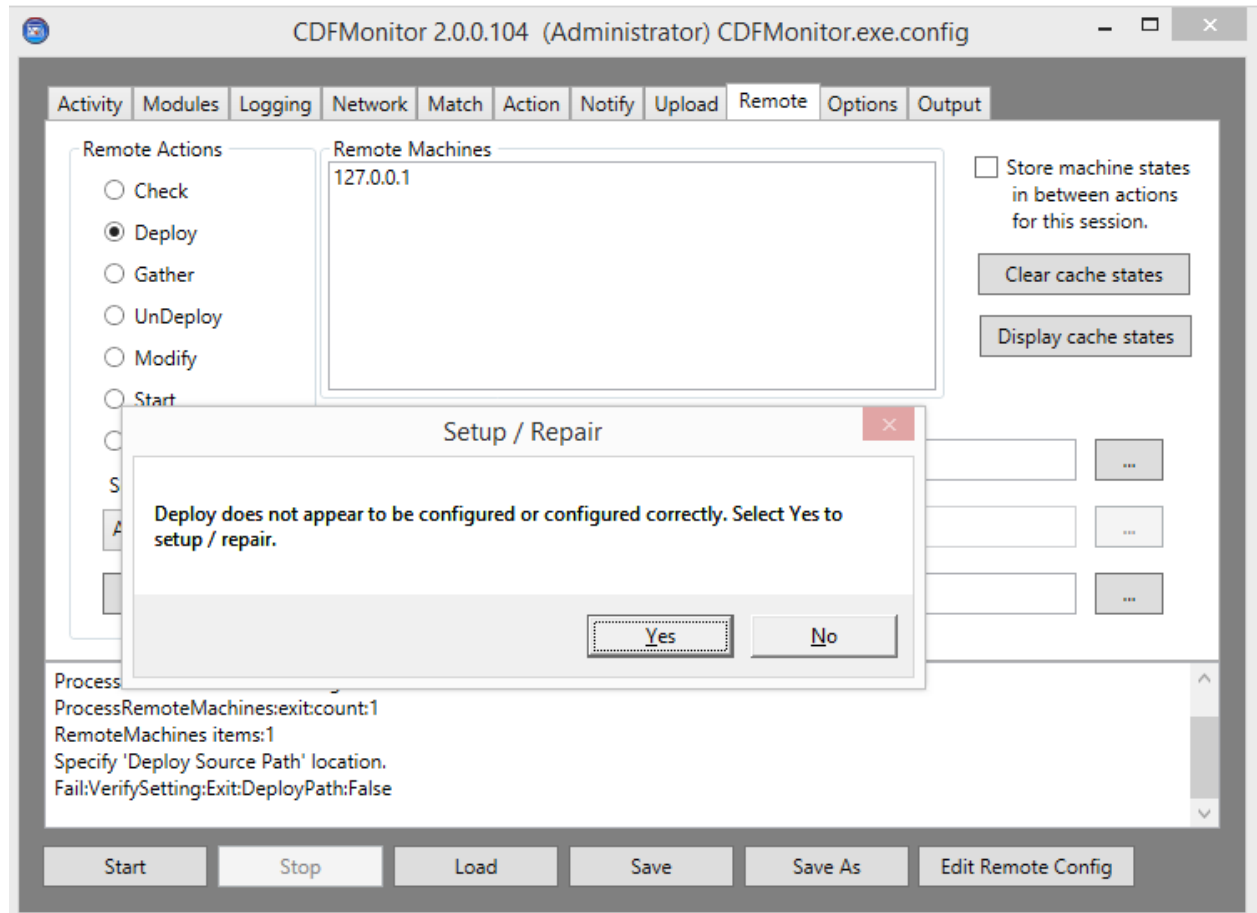 CDFMonitor 2.0.0.104 (Administrator) CDFMonitor.exe.config
Activity Modules Logging Network Match Action Notify Upload Remote Options Output
Remote Actions
Check
Deploy
Gather
UnDeploy
Modify
Start
Remote Machines
127.0.0.1
Store machine states
in between actions
for this session.
Clear cache states
Display cache states
S
A
...
...
...
Setup / Repair
Deploy does not appear to be configured or configured correctly. Select Yes to
setup / repair.
Yes No
Process
ProcessRemoteMachines:exit:count:1
RemoteMachines items:1
Specify 'Deploy Source Path' location.
Fail:VerifySetting:Exit:DeployPath:False
Start Stop Load Save Save As Edit Remote Config